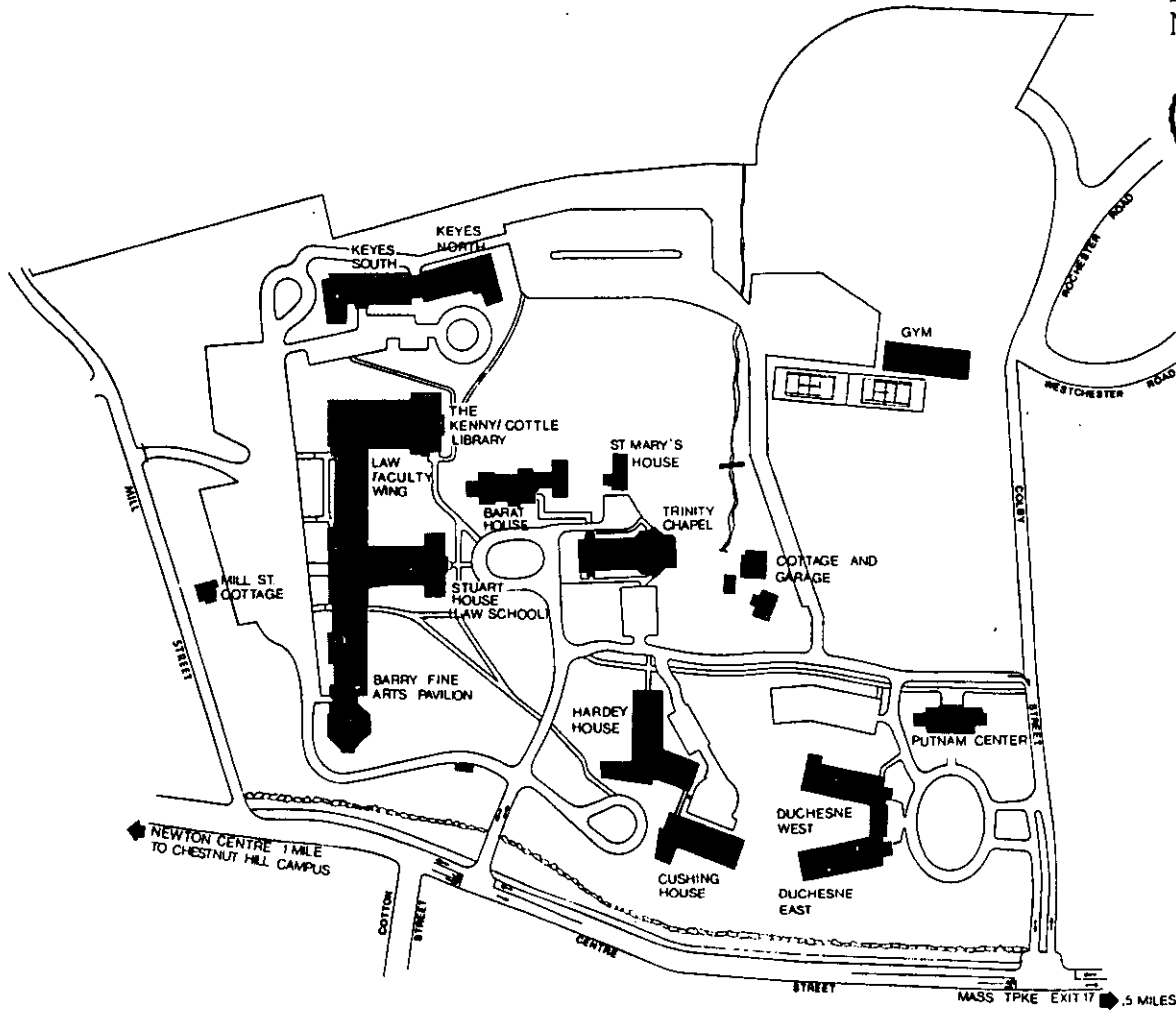 N
KEYES
NORTH
KEYES
SOUTH
ROCHESTER ROAD
GYM
WESTCHESTER ROAD
THE
KENNY/COTTLE
LIBRARY
ST MARY'S
HOUSE
LAW
FACULTY
WING
MILL
STREET
COLBY
STREET
BARAT
HOUSE
TRINITY
CHAPEL
COTTAGE AND
GARAGE
MILL ST.
COTTAGE
STUART
HOUSE
(LAW SCHOOL)
BARRY FINE
ARTS PAVILION
HARDEY
HOUSE
PUTNAM CENTER
DUCHESNE
WEST
NEWTON CENTRE 1 MILE
TO CHESTNUT HILL CAMPUS
CUSHING
HOUSE
DUCHESNE
EAST
COTTON
STREET
CENTRE
STREET
MASS TPKE EXIT 17 .5 MILES